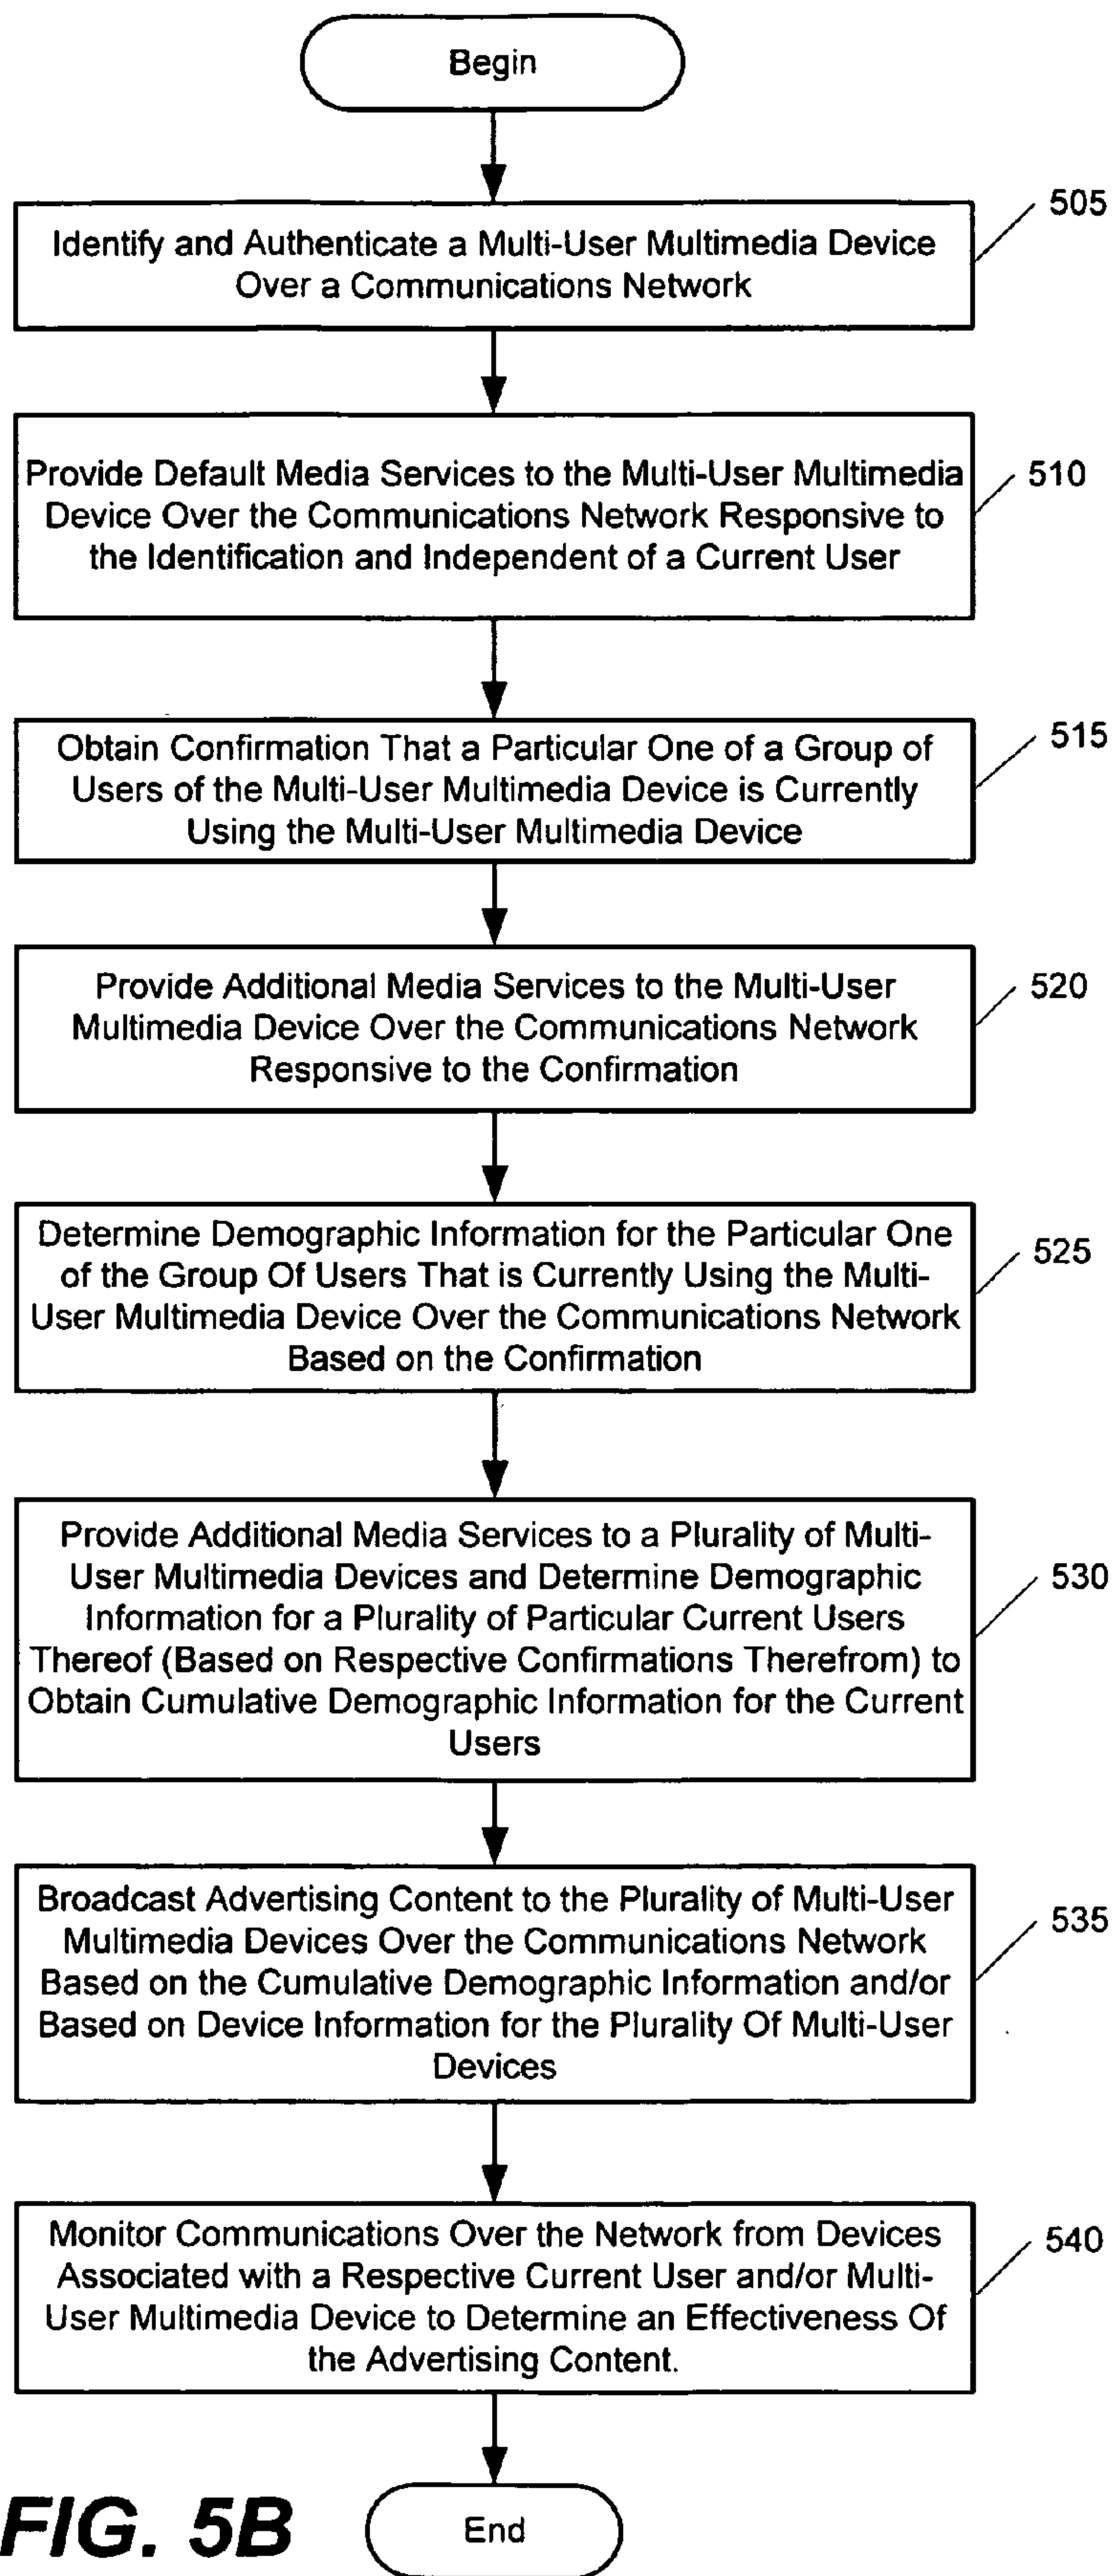 Begin
505
Identify and Authenticate a Multi-User Multimedia Device
Over a Communications Network
510
Provide Default Media Services to the Multi-User Multimedia
Device Over the Communications Network Responsive to
the Identification and Independent of a Current User
515
Obtain Confirmation That a Particular One of a Group of
Users of the Multi-User Multimedia Device is Currently
Using the Multi-User Multimedia Device
520
Provide Additional Media Services to the Multi-User
Multimedia Device Over the Communications Network
Responsive to the Confirmation
525
Determine Demographic Information for the Particular One
of the Group Of Users That is Currently Using the Multi-
User Multimedia Device Over the Communications Network
Based on the Confirmation
530
Provide Additional Media Services to a Plurality of Multi-
User Multimedia Devices and Determine Demographic
Information for a Plurality of Particular Current Users
Thereof (Based on Respective Confirmations Therefrom) to
Obtain Cumulative Demographic Information for the Current
Users
535
Broadcast Advertising Content to the Plurality of Multi-User
Multimedia Devices Over the Communications Network
Based on the Cumulative Demographic Information and/or
Based on Device Information for the Plurality Of Multi-User
Devices
540
Monitor Communications Over the Network from Devices
Associated with a Respective Current User and/or Multi-
User Multimedia Device to Determine an Effectiveness Of
the Advertising Content.
FIG. 5B
End